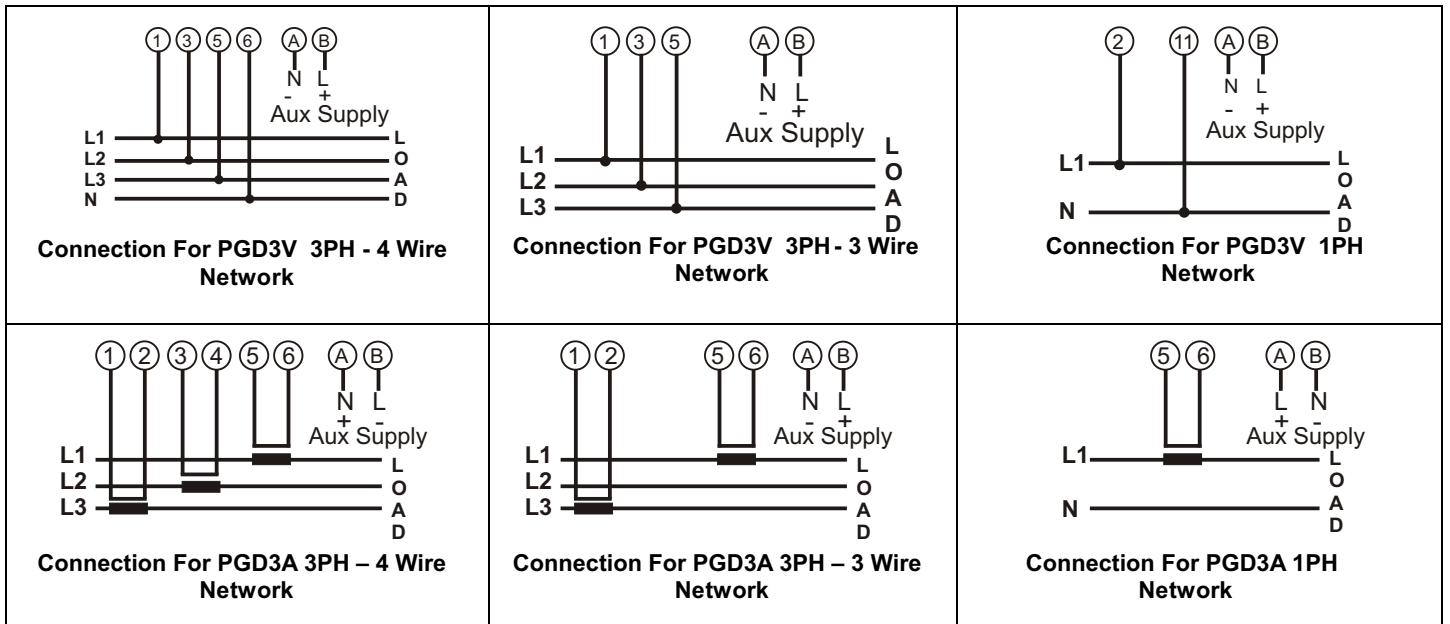 1 3 5 6 A B
N L
- +
Aux Supply
L1 L
L2 O
L3 A
N D
Connection For PGD3V 3PH - 4 Wire
Network
1 3 5 A B
N L
- +
Aux Supply
L1 L
L2 O
L3 A
D
Connection For PGD3V 3PH - 3 Wire
Network
2 11 A B
N L
- +
Aux Supply
L1 L
O
N A
D
Connection For PGD3V 1PH
Network
1 2 3 4 5 6 A B
N L
+ -
Aux Supply
L1 L
L2 O
L3 A
D
Connection For PGD3A 3PH – 4 Wire
Network
1 2 5 6 A B
N L
- +
Aux Supply
L1 L
L2 O
L3 A
D
Connection For PGD3A 3PH – 3 Wire
Network
5 6 A B
L N
+ -
Aux Supply
L1 L
O
N A
D
Connection For PGD3A 1PH
Network